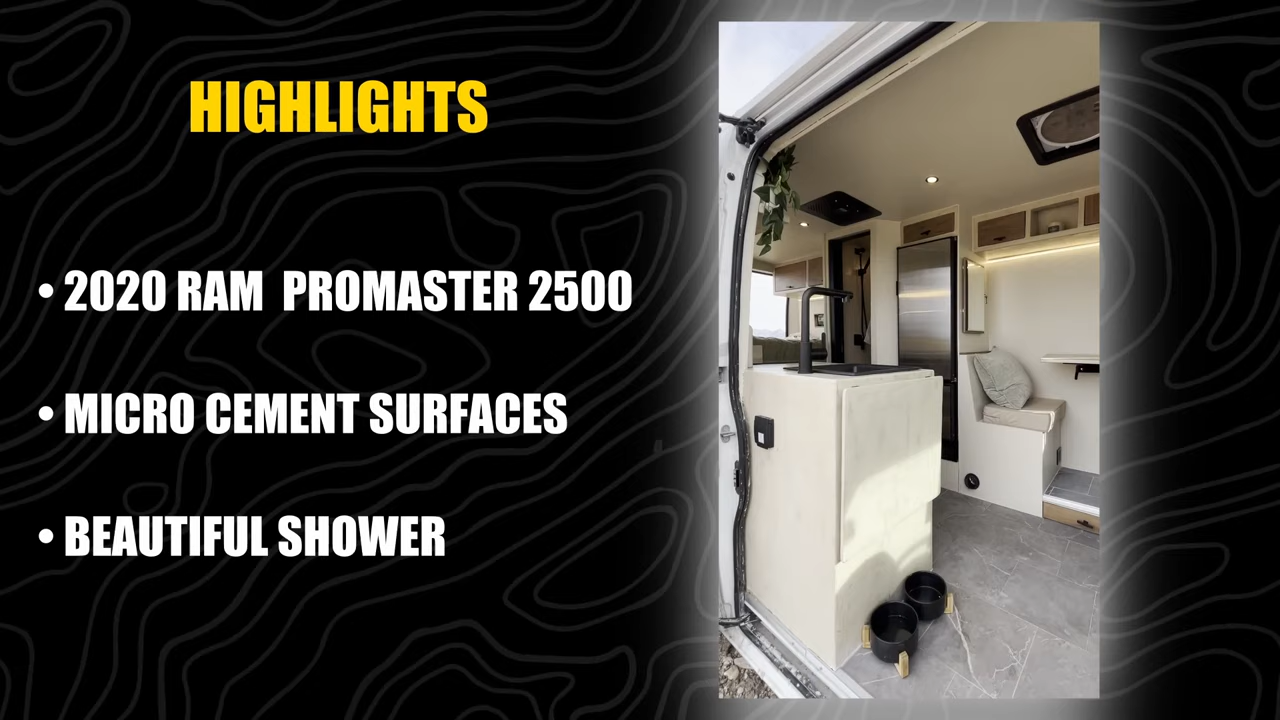 HIGHLIGHTS
• 2020 RAM  PROMASTER 2500
• MICRO CEMENT SURFACES
• BEAUTIFUL SHOWER